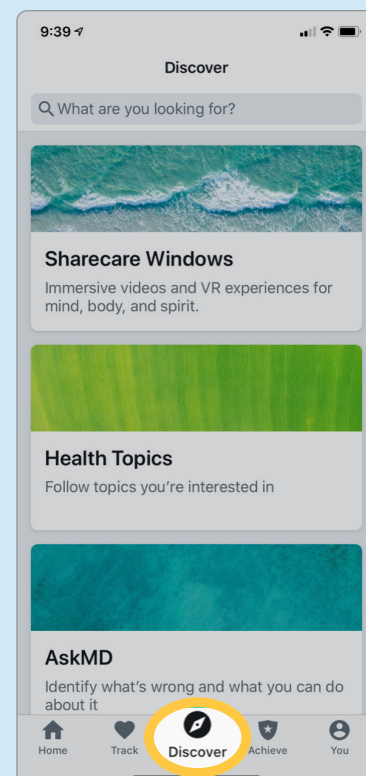 9:39
Discover
What are you looking for?
Sharecare Windows
Immersive videos and VR experiences for
mind, body, and spirit.
Health Topics
Follow topics you’re interested in
AskMD
Identify what’s wrong and what you can do
about it
Home Track Discover Achieve You